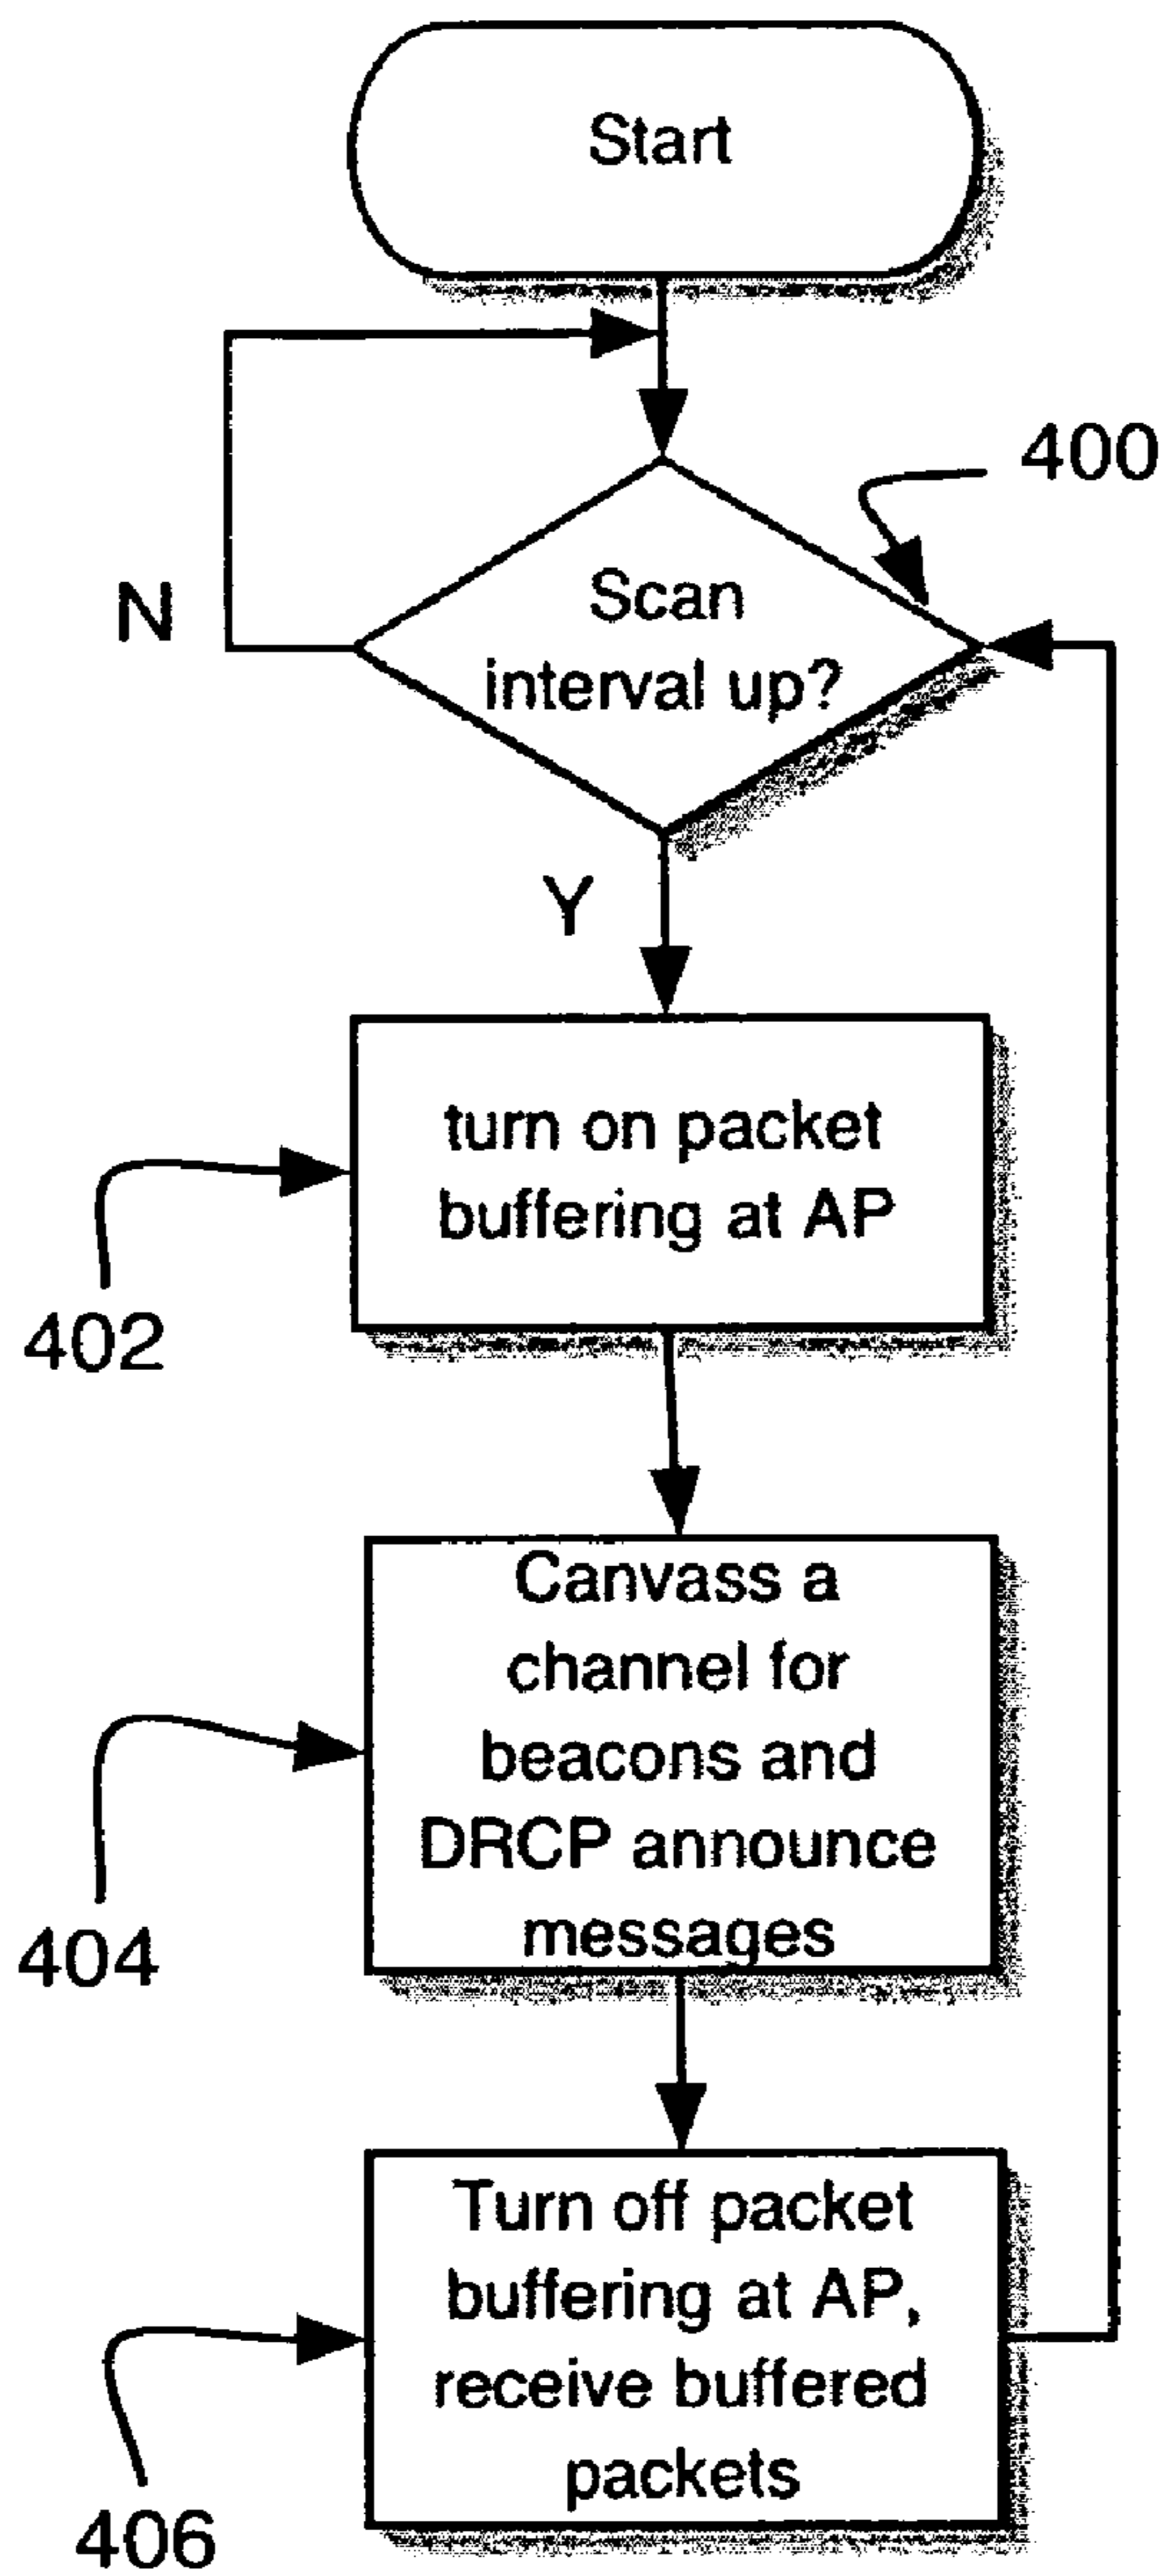 Start
400
N
Scan
interval up?
Y
turn on packet
buffering at AP
402
Canvass a
channel for
beacons and
DRCP announce
messages
404
Turn off packet
buffering at AP,
receive buffered
packets
406